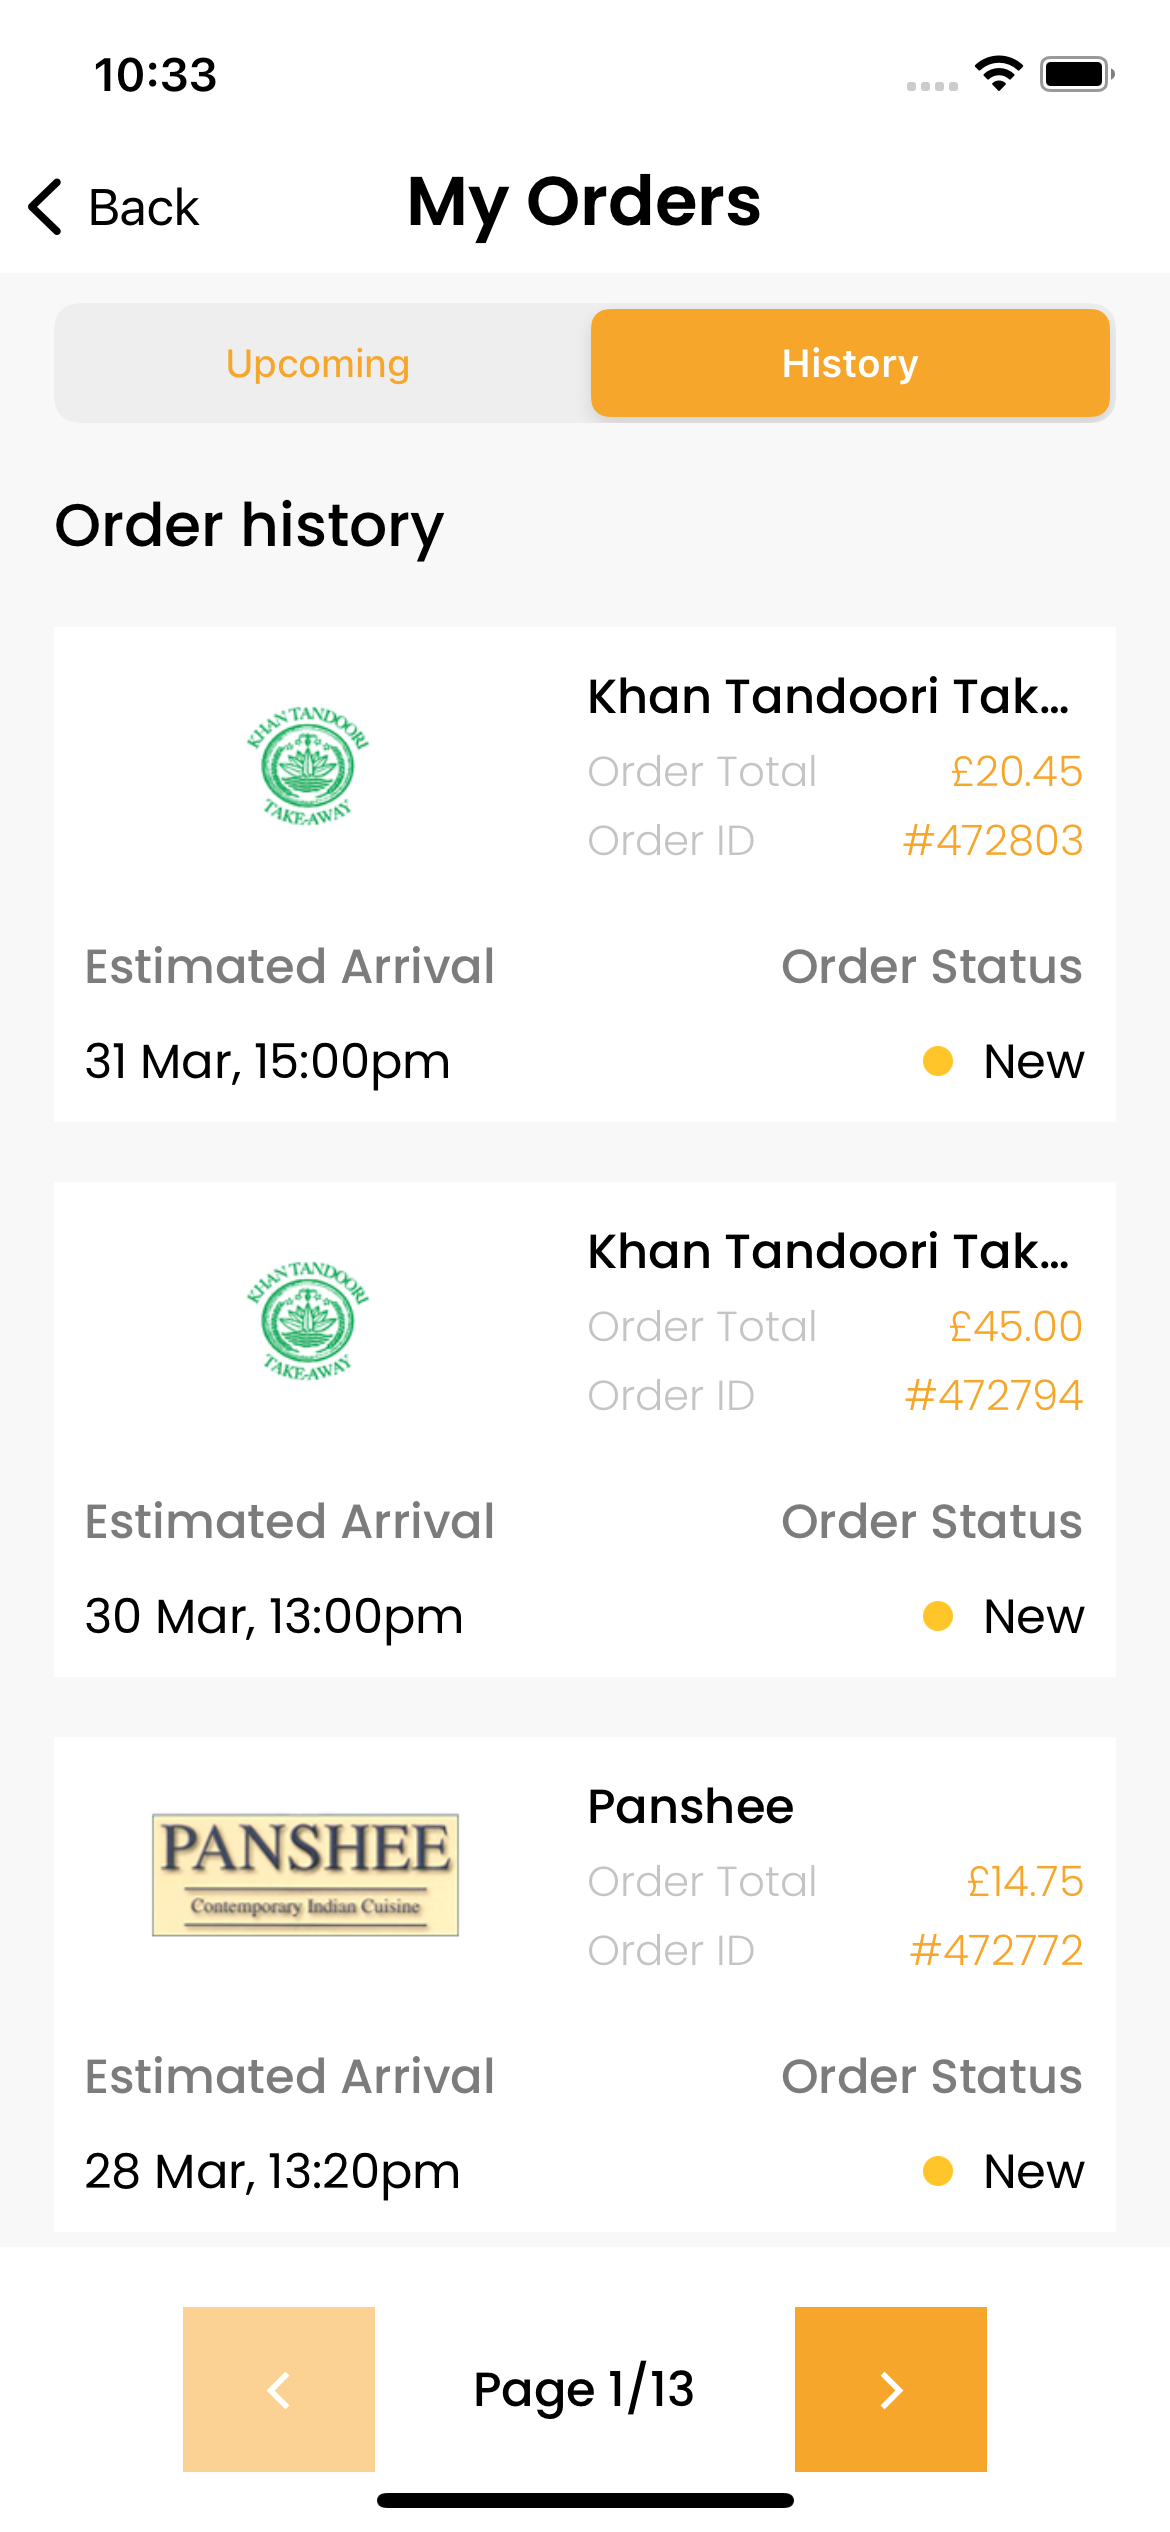 10:33
Back
My Orders
Upcoming
History
Order history
KHAN TANDOORI
TAKE-AWAY
Khan Tandoori Tak...
Order Total £20.45
Order ID #472803
Estimated Arrival Order Status
31 Mar, 15:00pm New
KHAN TANDOORI
TAKE-AWAY
Khan Tandoori Tak...
Order Total £45.00
Order ID #472794
Estimated Arrival Order Status
30 Mar, 13:00pm New
PANSHEE
Contemporary Indian Cuisine
Panshee
Order Total £14.75
Order ID #472772
Estimated Arrival Order Status
28 Mar, 13:20pm New
Page 1/13